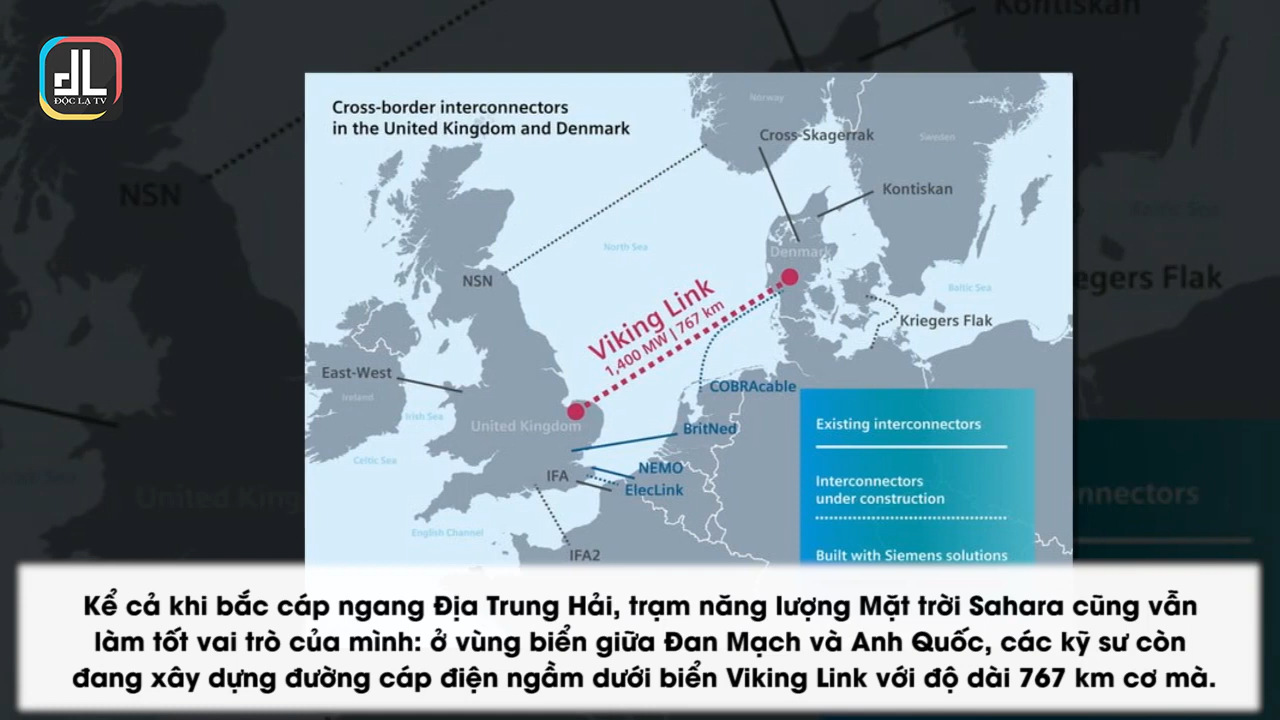 ĐỘC LẠ TV
Kontiskan
Cross-border interconnectors
in the United Kingdom and Denmark
Norway
Cross-Skagerrak
Sweden
NSN
Kontiskan
Celtic Sea
North Sea
Denmark
NSN
egers Flak
Baltic Sea
Viking Link
1,400 MW | 767 km
Kriegers Flak
East-West
COBRAcable
Ireland
Irish Sea
United Kingdom
BritNed
Existing interconnectors
Celtic Sea
NEMO
IFA
ElecLink
Interconnectors
under construction
United King
nnectors
English Channel
IFA2
Built with Siemens solutions
Kể cả khi bắc cáp ngang Địa Trung Hải, trạm năng lượng Mặt trời Sahara cũng vẫn
làm tốt vai trò của mình: ở vùng biển giữa Đan Mạch và Anh Quốc, các kỹ sư còn
đang xây dựng đường cáp điện ngầm dưới biển Viking Link với độ dài 767 km cơ mà.